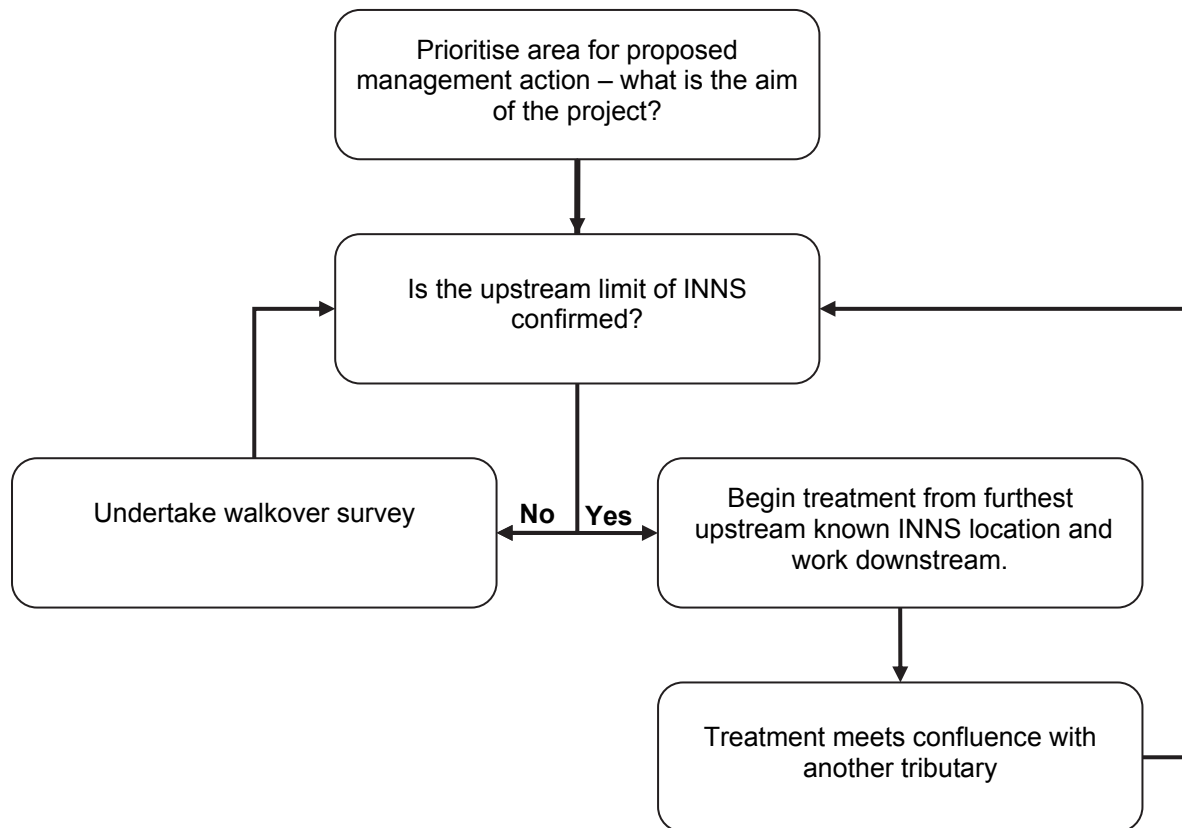 Prioritise area for proposed
management action – what is the aim
of the project?
Is the upstream limit of INNS
confirmed?
Undertake walkover survey
No
Yes
Begin treatment from furthest
upstream known INNS location and
work downstream.
Treatment meets confluence with
another tributary